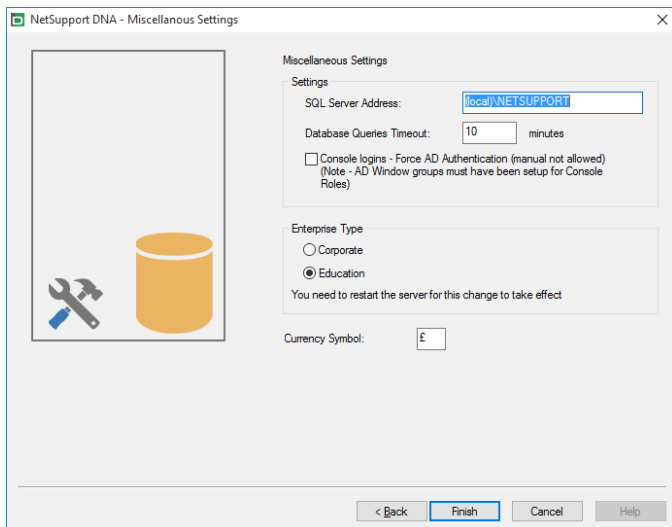 NetSupport DNA - Miscellanous Settings
Miscellaneous Settings
Settings
SQL Server Address: (local)\NETSUPPORT
Database Queries Timeout: 10 minutes
Console logins - Force AD Authentication (manual not allowed)
(Note - AD Window groups must have been setup for Console
Roles)
Enterprise Type
Corporate
Education
You need to restart the server for this change to take effect
Currency Symbol: £
< Back Finish Cancel Help